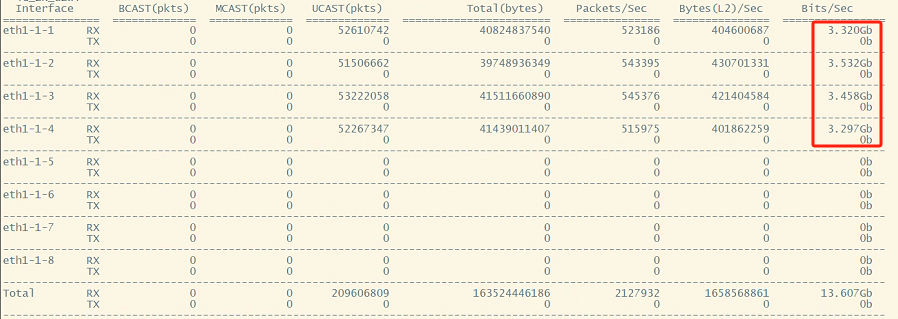 Interface BCAST(pkts) MCAST(pkts) UCAST(pkts) Total(bytes) Packets/Sec Bytes(L2)/Sec Bits/Sec
eth1-1-1 RX 0 0 52610742 40824837540 523186 404600687 3.320Gb
TX 0 0 0 0 0 0 0b
eth1-1-2 RX 0 0 51506662 39748936349 543395 430701331 3.532Gb
TX 0 0 0 0 0 0 0b
eth1-1-3 RX 0 0 53222058 41511660890 545376 421404584 3.458Gb
TX 0 0 0 0 0 0 0b
eth1-1-4 RX 0 0 52267347 41439011407 515975 401862259 3.297Gb
TX 0 0 0 0 0 0 0b
eth1-1-5 RX 0 0 0 0 0 0 0b
TX 0 0 0 0 0 0 0b
eth1-1-6 RX 0 0 0 0 0 0 0b
TX 0 0 0 0 0 0 0b
eth1-1-7 RX 0 0 0 0 0 0 0b
TX 0 0 0 0 0 0 0b
eth1-1-8 RX 0 0 0 0 0 0 0b
TX 0 0 0 0 0 0 0b
Total RX 0 0 209606809 163524446186 2127932 1658568861 13.607Gb
TX 0 0 0 0 0 0 0b